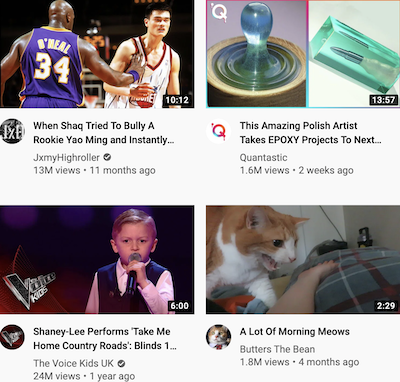 O'NEAL
34
10:12
Q
13:57
JxH
When Shaq Tried To Bully A
Rookie Yao Ming and Instantly...
JxmyHighroller
13M views • 11 months ago
Q
This Amazing Polish Artist
Takes EPOXY Projects To Next...
Quantastic
1.6M views • 2 weeks ago
Voice
KIDS
6:00
2:29
Shaney-Lee Performs 'Take Me
Home Country Roads': Blinds 1...
The Voice Kids UK
24M views • 1 year ago
A Lot Of Morning Meows
Butters The Bean
1.8M views • 4 months ago